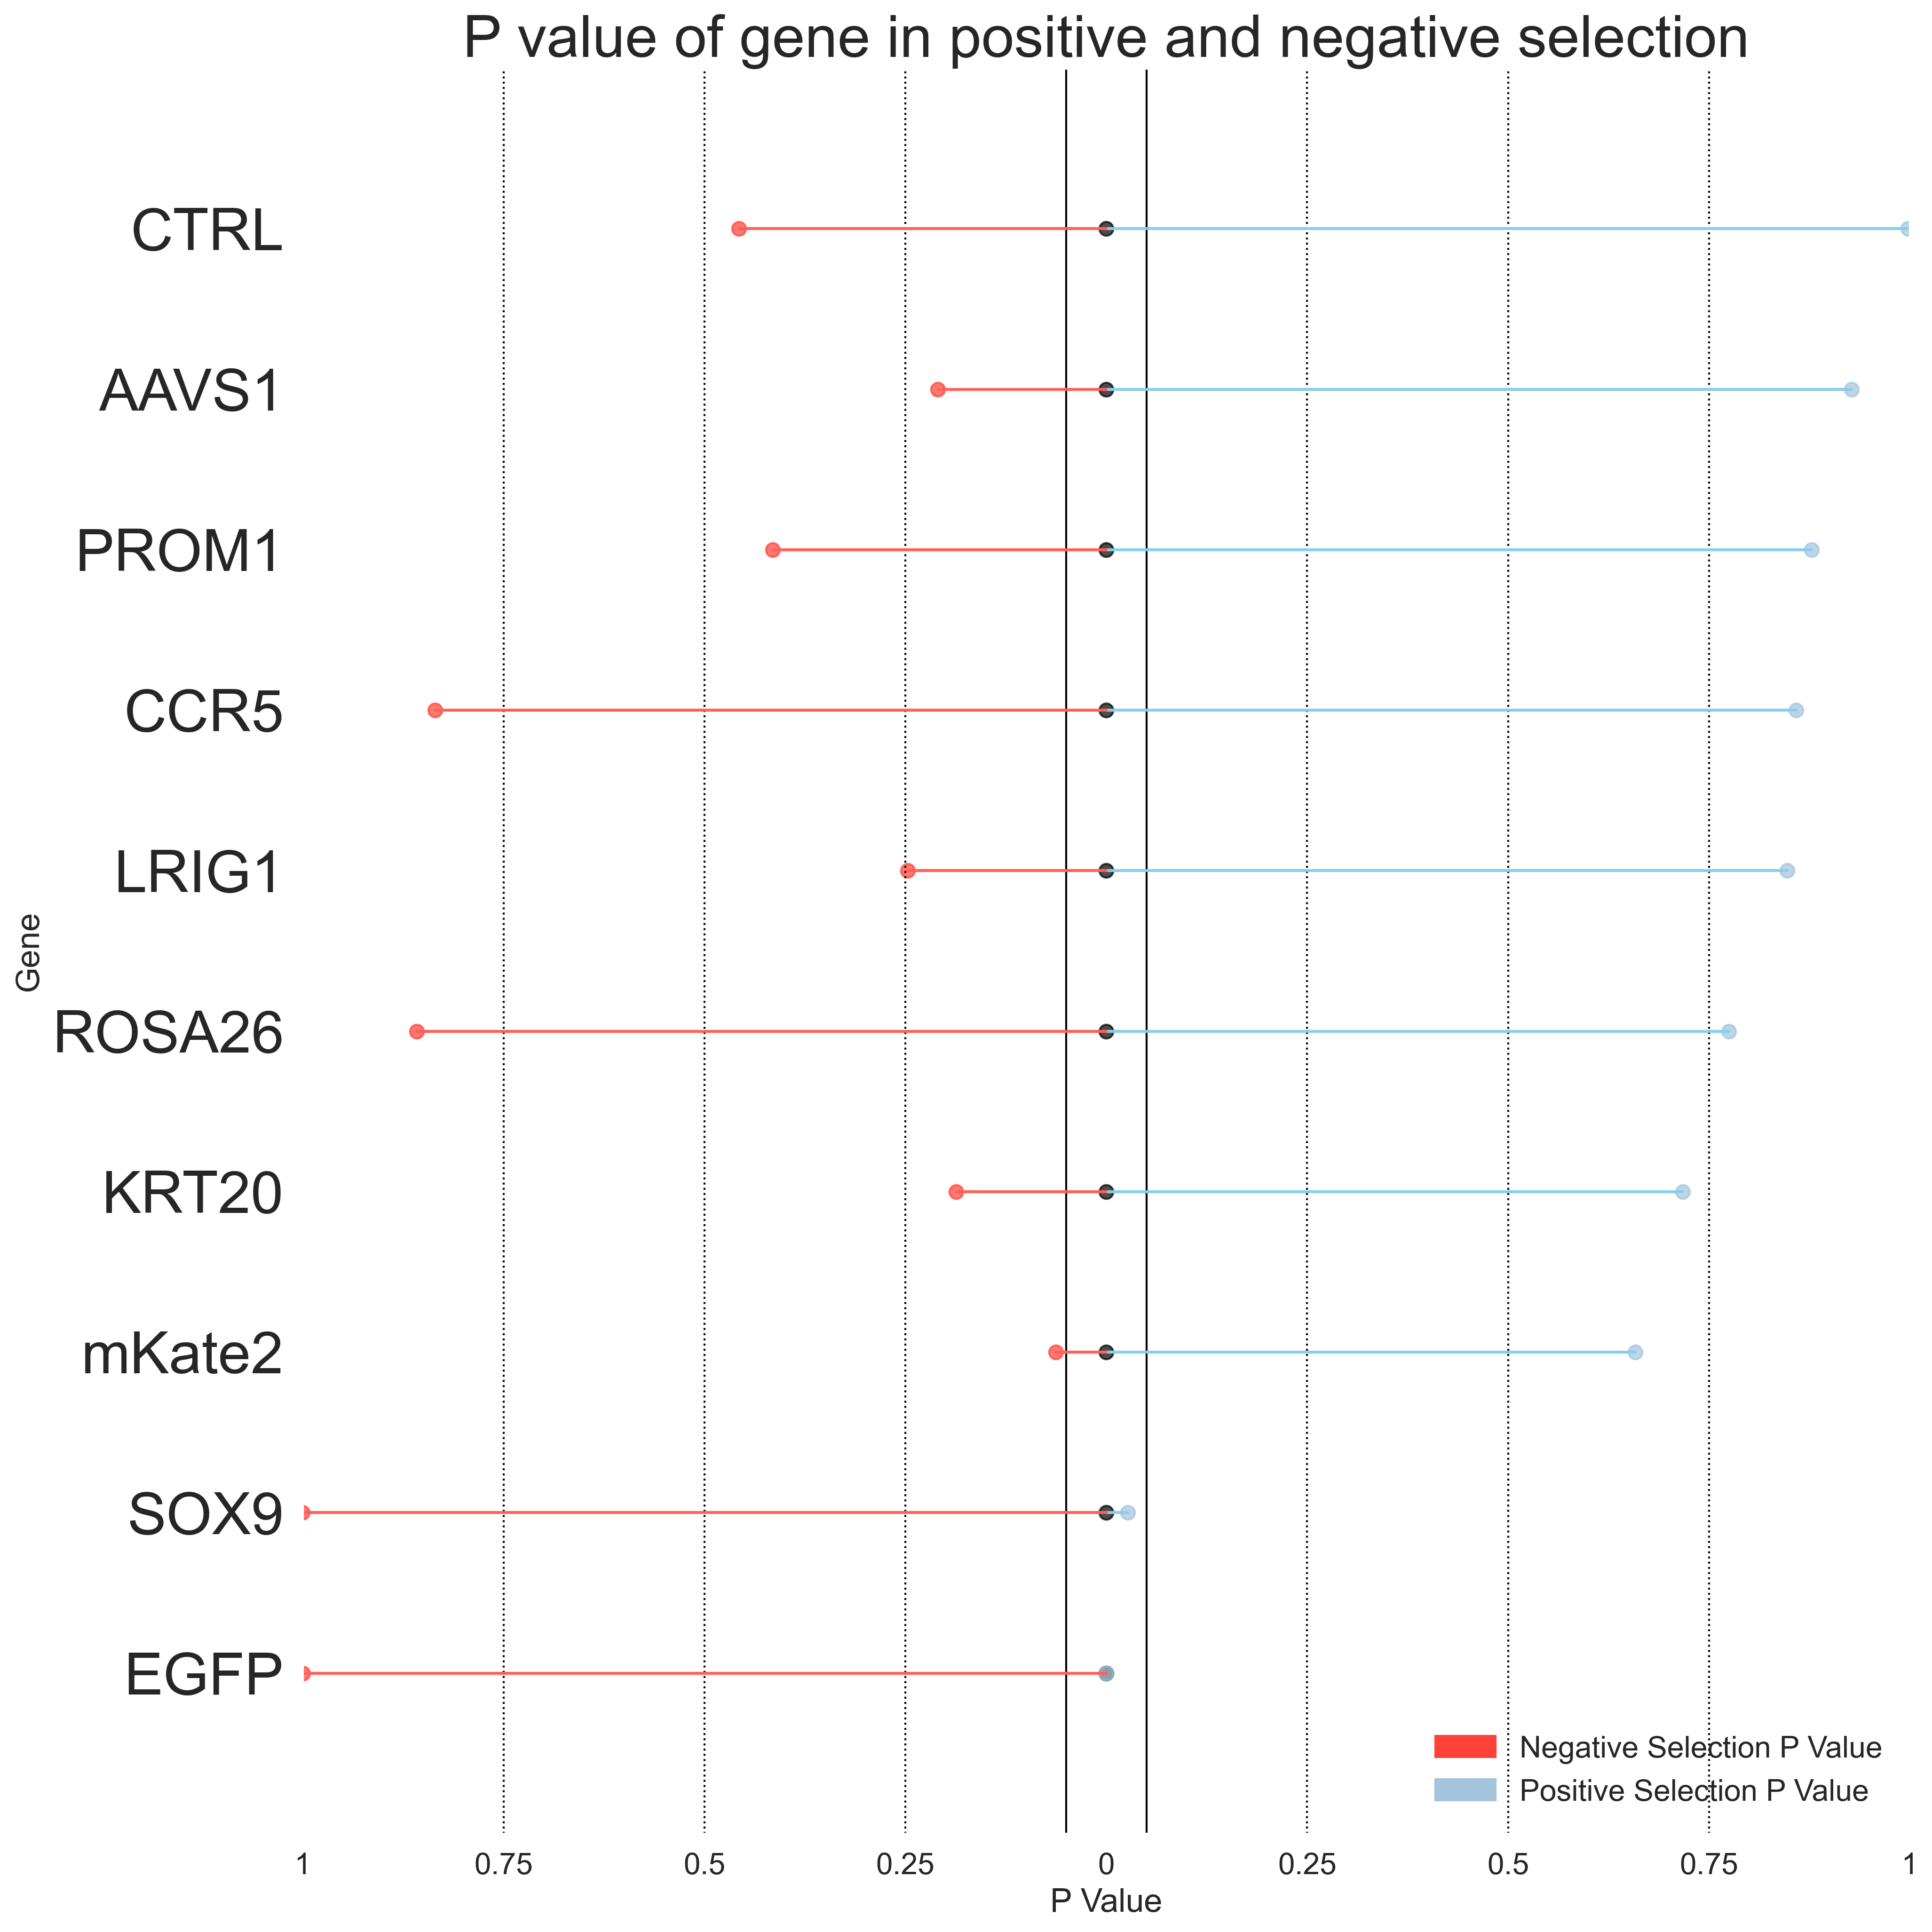 P value of gene in positive and negative selection
CTRL
AAVS1
PROM1
CCR5
LRIG1
Gene
ROSA26
KRT20
mKate2
SOX9
EGFP
Negative Selection P Value
Positive Selection P Value
1 0.75 0.5 0.25 0 0.25 0.5 0.75 1
P Value